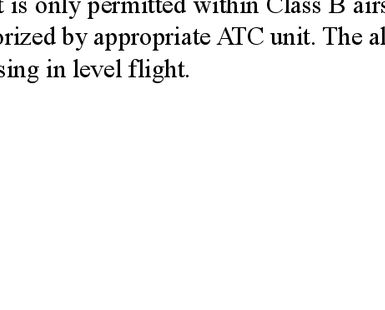 t is only permitted within Class B airs
orized by appropriate ATC unit. The al
sing in level flight.